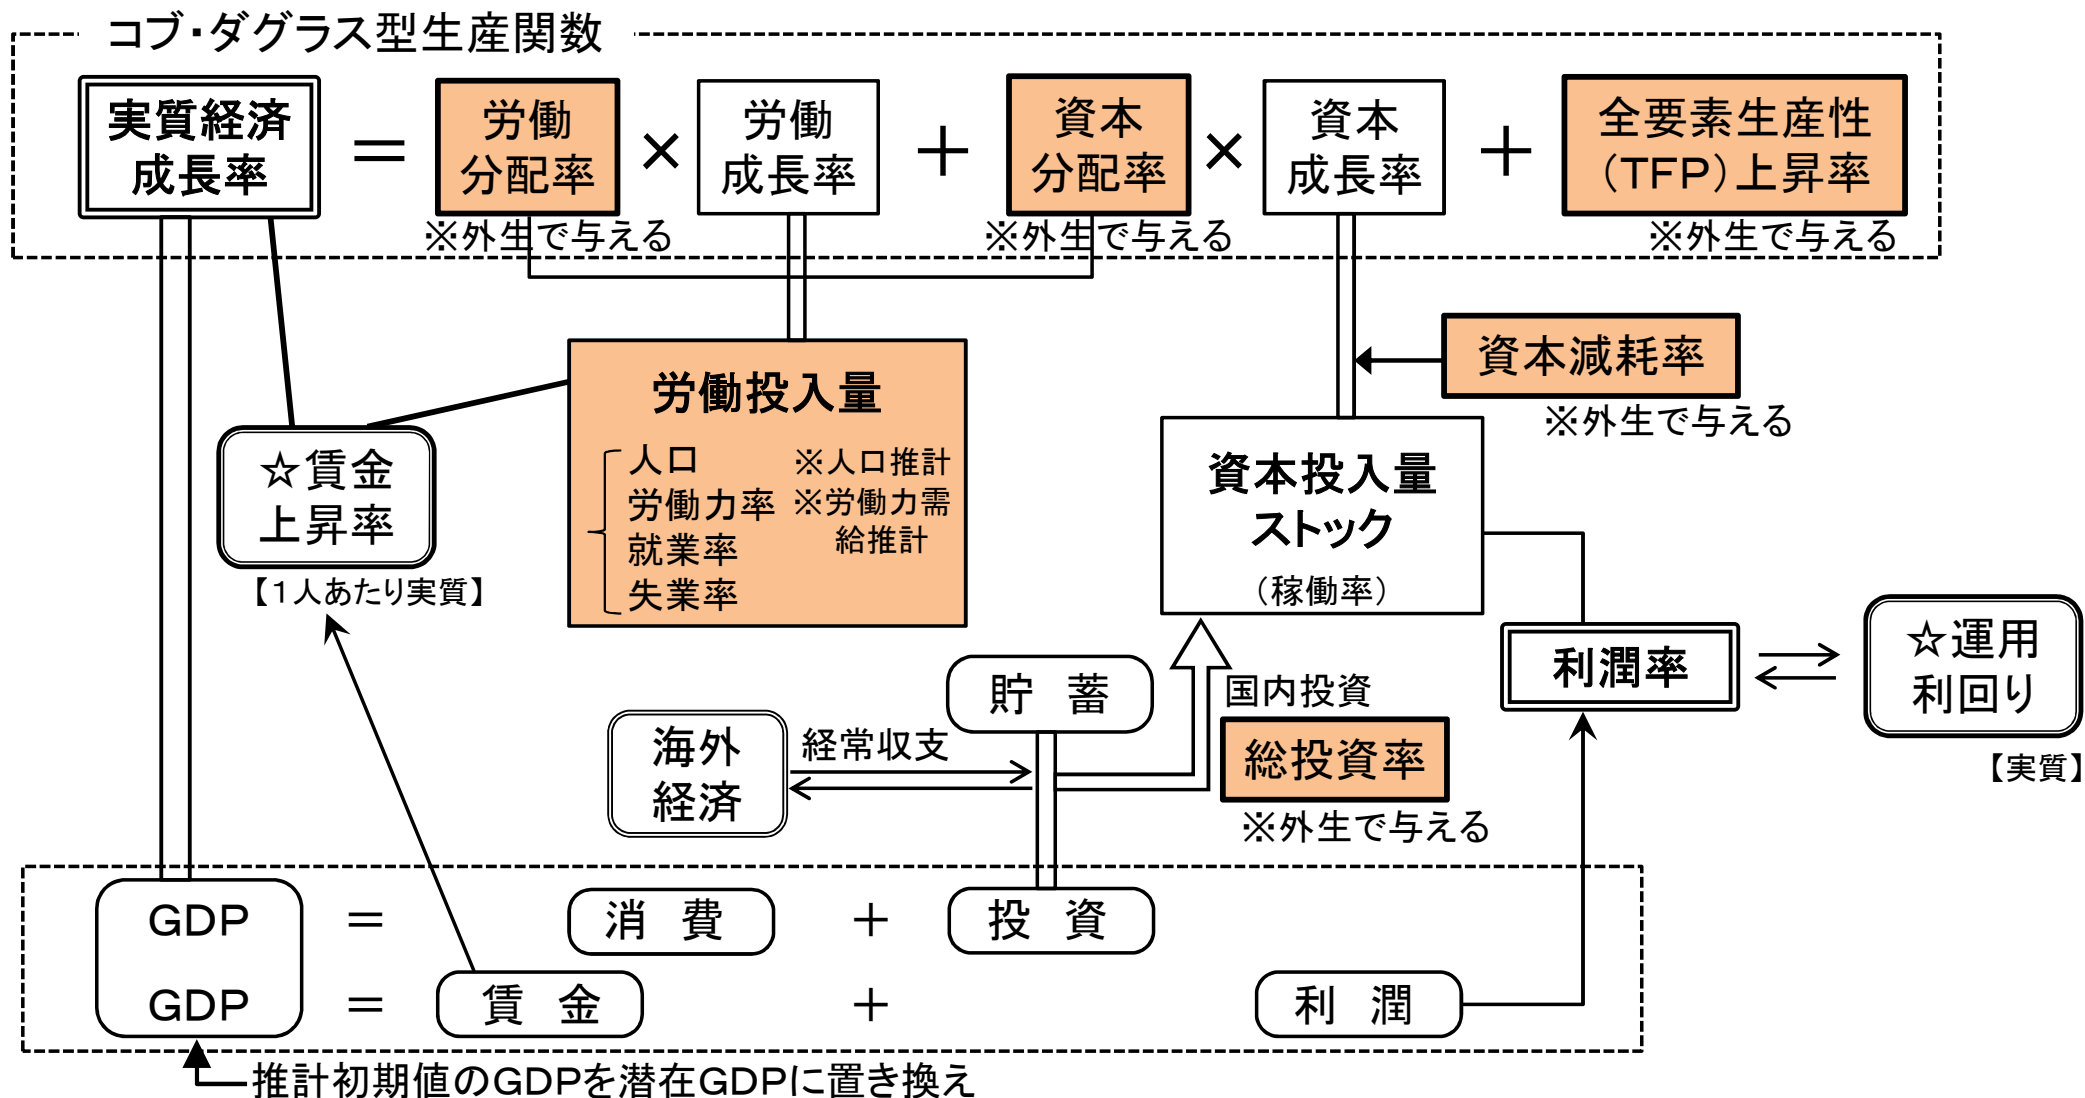 コブ・ダグラス型生産関数
実質経済
成長率
＝
労働
分配率
×
労働
成長率
＋
資本
分配率
×
資本
成長率
＋
全要素生産性
（TFP）上昇率
※外生で与える
※外生で与える
※外生で与える
資本減耗率
※外生で与える
労働投入量
人口
労働力率
就業率
失業率
※人口推計
※労働力需
給推計
☆賃金
上昇率
【１人あたり実質】
資本投入量
ストック
（稼働率）
利潤率
☆運用
利回り
【実質】
貯　蓄
国内投資
総投資率
※外生で与える
海外
経済
経常収支
GDP　＝　消　費　＋　投　資
GDP　＝　賃　金　＋　利　潤
推計初期値のGDPを潜在GDPに置き換え